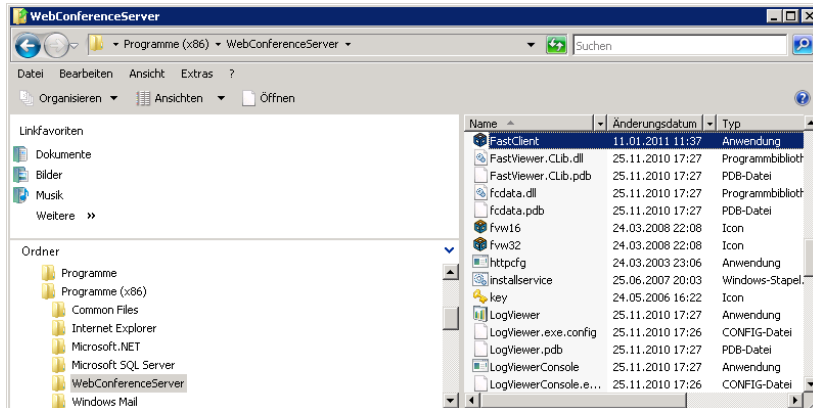 WebConferenceServer
Programme (x86) WebConferenceServer
Suchen
Datei Bearbeiten Ansicht Extras ?
Organisieren Ansichten Öffnen
Linkfavoriten
Dokumente
Bilder
Musik
Weitere »
Ordner
Programme
Programme (x86)
Common Files
Internet Explorer
Microsoft.NET
Microsoft SQL Server
WebConferenceServer
Windows Mail
Name Änderungsdatum Typ
FastClient 11.01.2011 11:37 Anwendung
FastViewer.CLib.dll 25.11.2010 17:27 Programmbiblioth
FastViewer.CLib.pdb 25.11.2010 17:27 PDB-Datei
fcdata.dll 25.11.2010 17:27 Programmbiblioth
fcdata.pdb 25.11.2010 17:27 PDB-Datei
fvw16 24.03.2008 22:08 Icon
fvw32 24.03.2008 22:08 Icon
httpcfg 24.03.2003 23:06 Anwendung
installservice 25.06.2007 20:03 Windows-Stapel.
key 24.05.2006 16:22 Icon
LogViewer 25.11.2010 17:27 Anwendung
LogViewer.exe.config 25.11.2010 17:26 CONFIG-Datei
LogViewer.pdb 25.11.2010 17:27 PDB-Datei
LogViewerConsole 25.11.2010 17:27 Anwendung
LogViewerConsole.e... 25.11.2010 17:26 CONFIG-Datei